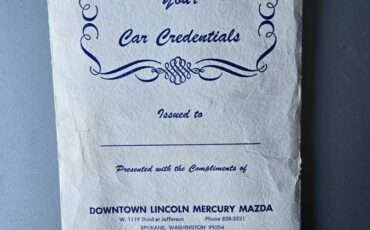 Your
Car Credentials
Issued to
Presented with the Compliments of
DOWNTOWN LINCOLN MERCURY MAZDA
W. 1119 Third at Jefferson Phone 838-3531
SPOKANE, WASHINGTON 99204